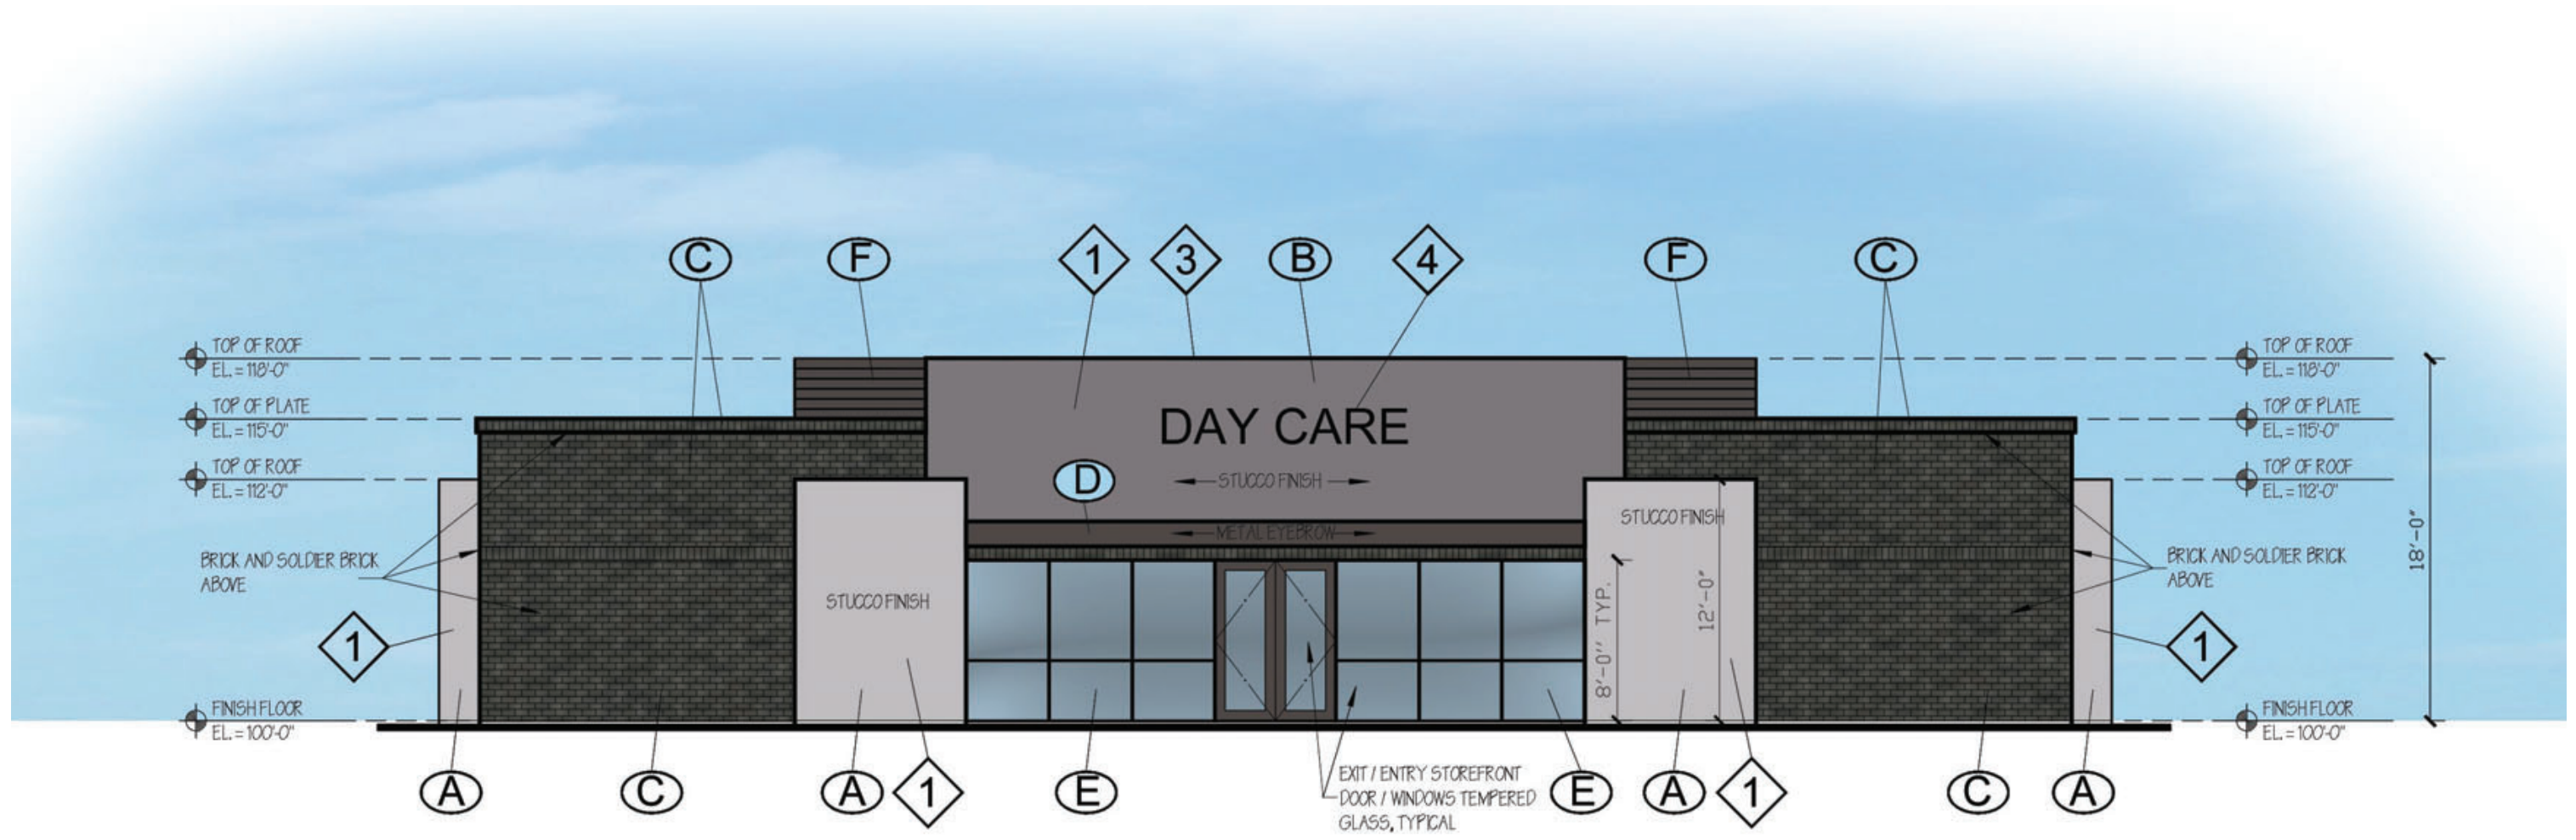 C
F
1
3
B
4
F
C
TOP OF ROOF
EL. = 118'-0"
TOP OF PLATE
EL. = 115'-0"
TOP OF ROOF
EL. = 112'-0"
BRICK AND SOLDIER BRICK
ABOVE
1
FINISH FLOOR
EL. = 100'-0"
DAY CARE
STUCCO FINISH
D
METAL EYEBROW
STUCCO FINISH
STUCCO FINISH
8'-0" TYP.
12'-0"
TOP OF ROOF
EL. = 118'-0"
TOP OF PLATE
EL. = 115'-0"
TOP OF ROOF
EL. = 112'-0"
18'-0"
BRICK AND SOLDIER BRICK
ABOVE
1
FINISH FLOOR
EL. = 100'-0"
A
C
A
1
E
EXIT / ENTRY STOREFRONT
DOOR / WINDOWS TEMPERED
GLASS, TYPICAL
E
A
1
C
A